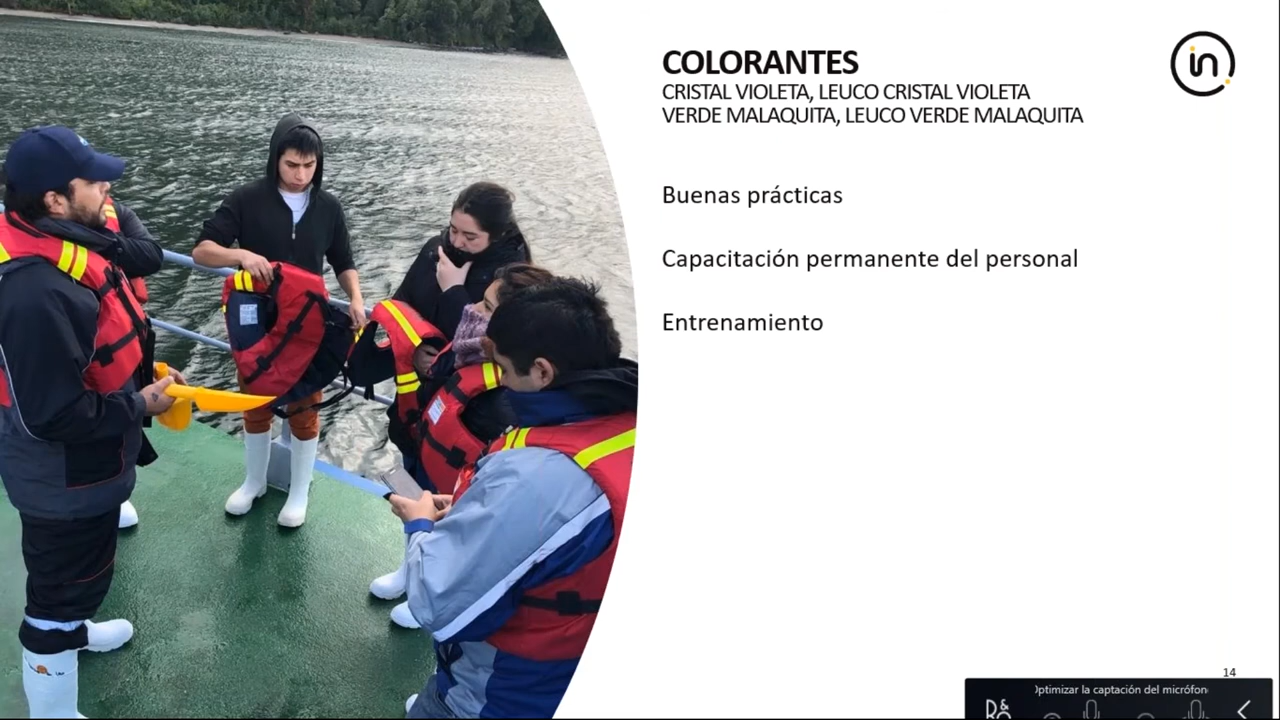 COLORANTES
CRISTAL VIOLETA, LEUCO CRISTAL VIOLETA
VERDE MALAQUITA, LEUCO VERDE MALAQUITA
in
Buenas prácticas
Capacitación permanente del personal
Entrenamiento
14
Optimizar la captación del micrófono